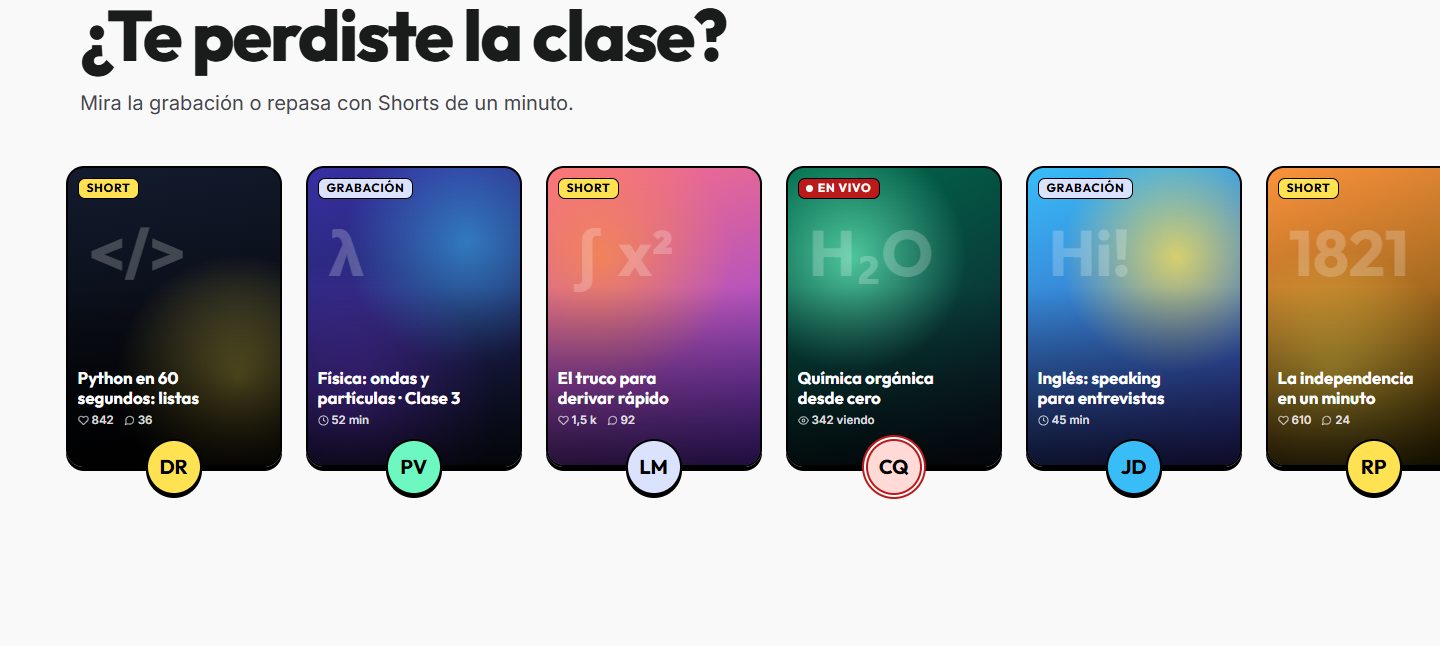 ¿Te perdiste la clase?
Mira la grabación o repasa con Shorts de un minuto.
SHORT
</>
Python en 60
segundos: listas
842 36
DR
GRABACIÓN
λ
Física: ondas y
partículas · Clase 3
52 min
PV
SHORT
∫ x²
El truco para
derivar rápido
1,5 k 92
LM
EN VIVO
H₂O
Química orgánica
desde cero
342 viendo
CQ
GRABACIÓN
Hi!
Inglés: speaking
para entrevistas
45 min
JD
SHORT
1821
La independencia
en un minuto
610 24
RP